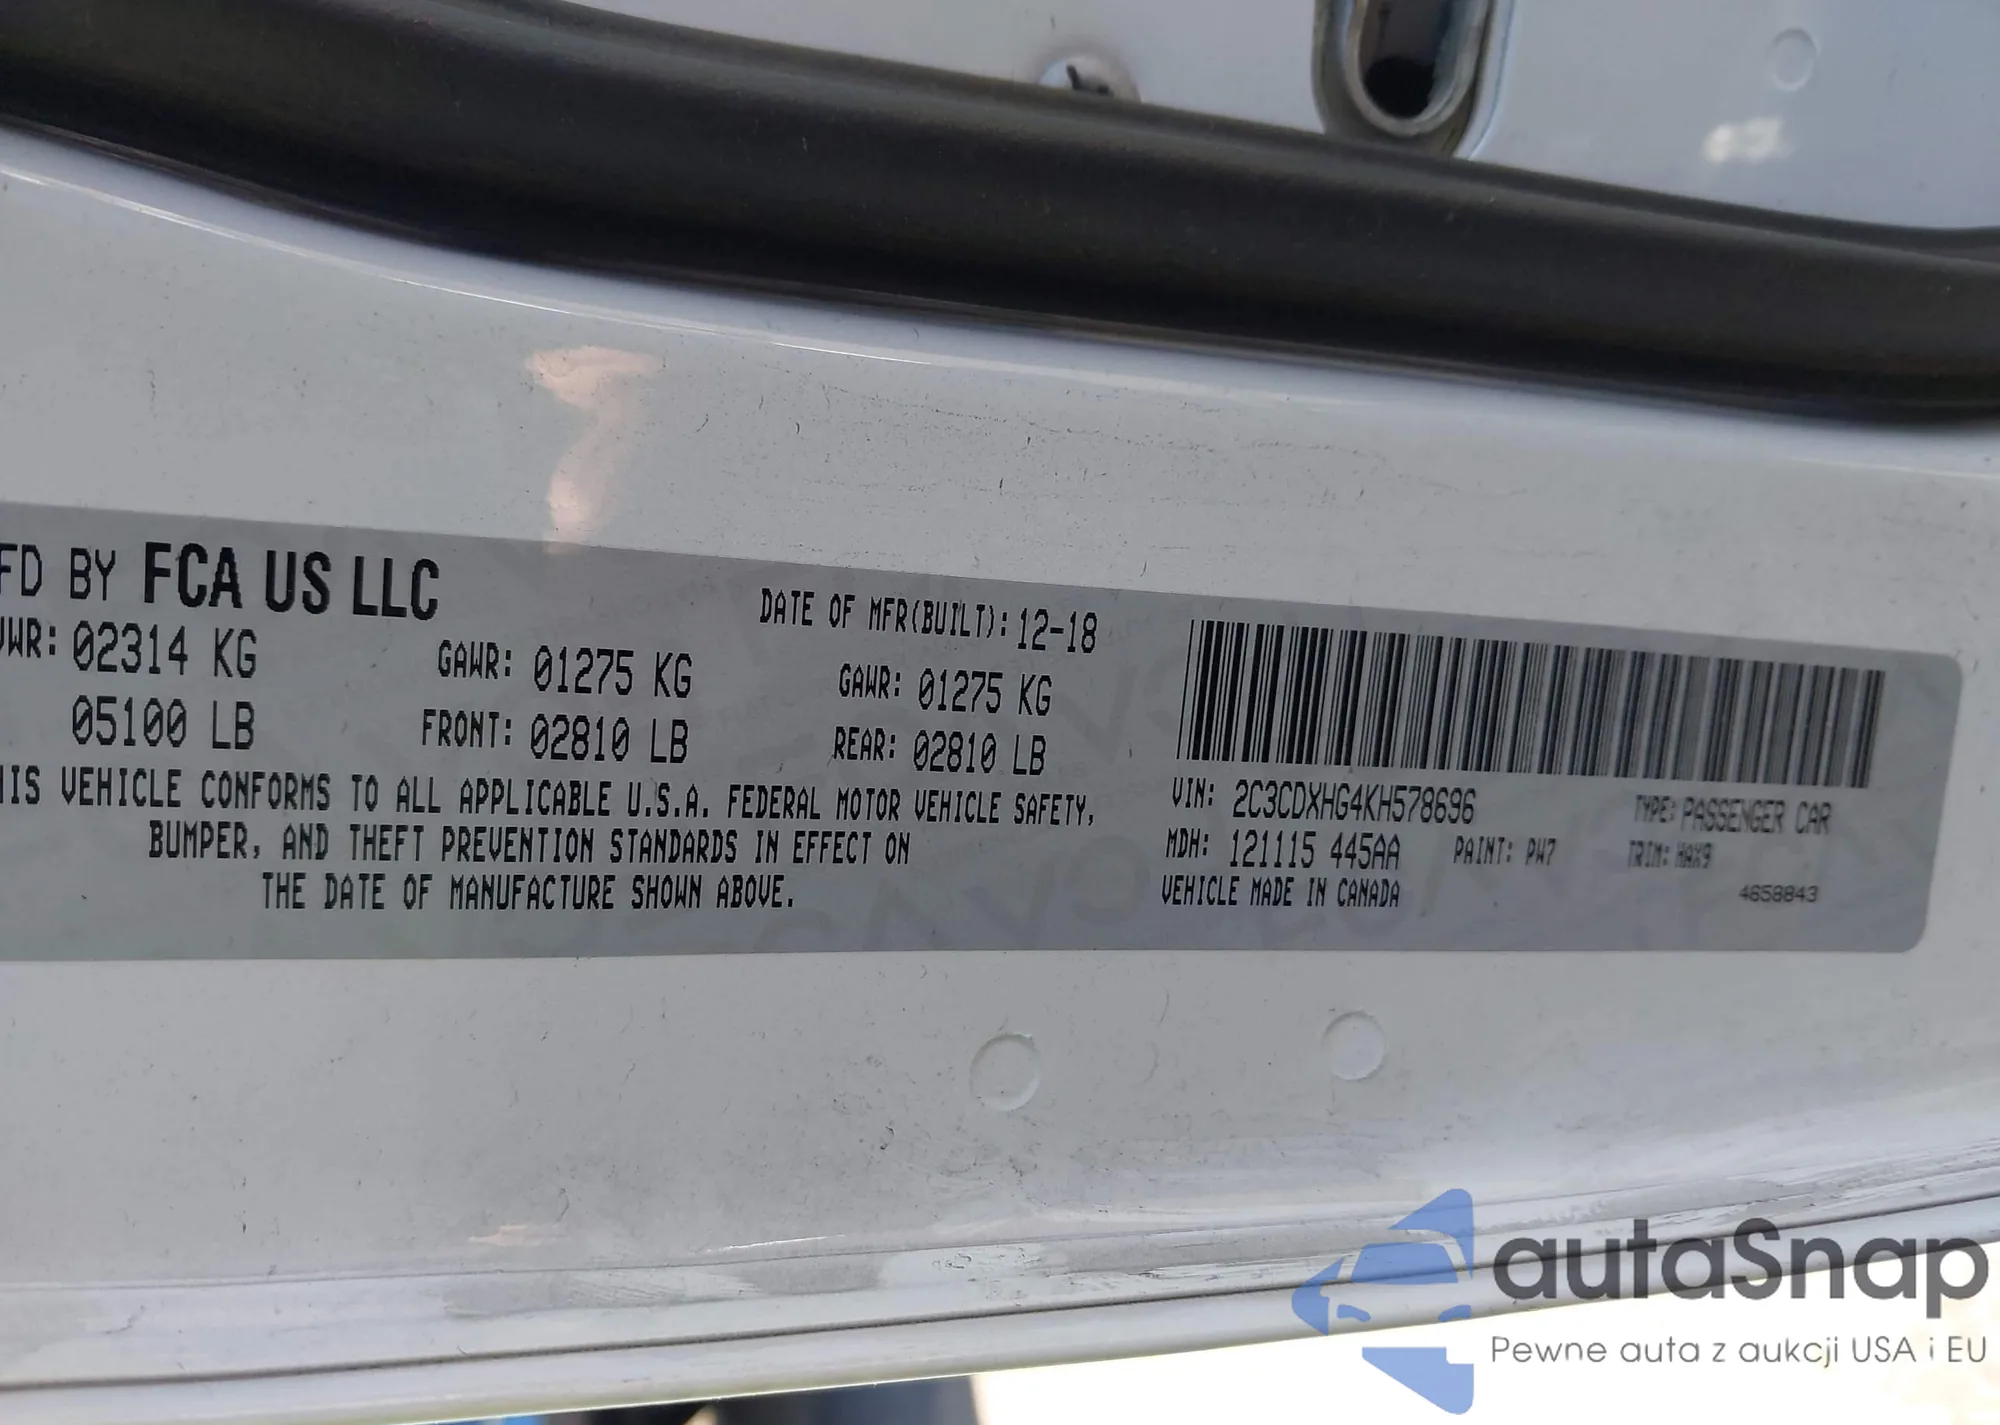 FD BY FCA US LLC
DATE OF MFR(BUILT): 12-18
WR: 02314 KG GAWR: 01275 KG GAWR: 01275 KG
05100 LB FRONT: 02810 LB REAR: 02810 LB
HIS VEHICLE CONFORMS TO ALL APPLICABLE U.S.A. FEDERAL MOTOR VEHICLE SAFETY,
BUMPER, AND THEFT PREVENTION STANDARDS IN EFFECT ON
THE DATE OF MANUFACTURE SHOWN ABOVE.
VIN: 2C3CDXHG4KH578696 TYPE: PASSENGER CAR
MDH: 121115 445AA PAINT: PW7 TRIM: HAX9
VEHICLE MADE IN CANADA 4658843
autaSnap
Pewne auta z aukcji USA i EU